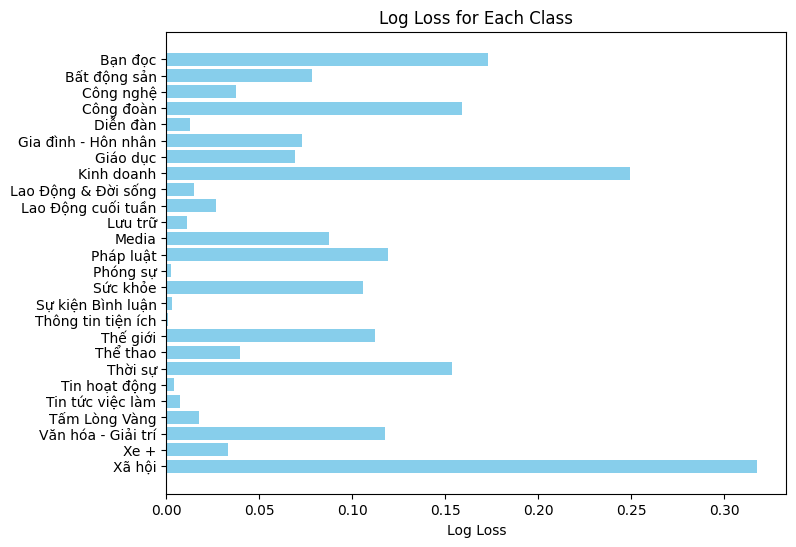 Log Loss for Each Class
Bạn đọc
Bất động sản
Công nghệ
Công đoàn
Diễn đàn
Gia đình - Hôn nhân
Giáo dục
Kinh doanh
Lao Động & Đời sống
Lao Động cuối tuần
Lưu trữ
Media
Pháp luật
Phóng sự
Sức khỏe
Sự kiện Bình luận
Thông tin tiện ích
Thế giới
Thể thao
Thời sự
Tin hoạt động
Tin tức việc làm
Tấm Lòng Vàng
Văn hóa - Giải trí
Xe +
Xã hội
0.00 0.05 0.10 0.15 0.20 0.25 0.30
Log Loss